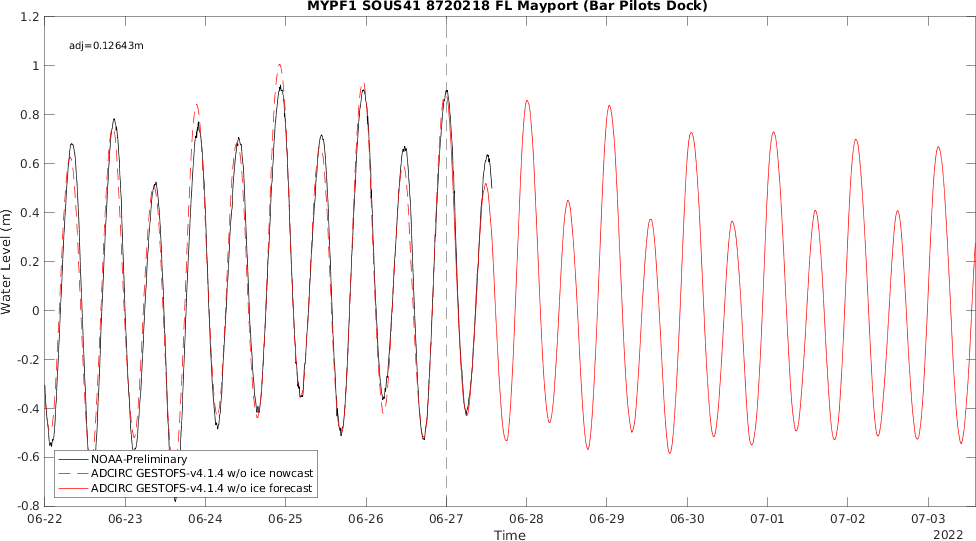 MYPF1 SOUS41 8720218 FL Mayport (Bar Pilots Dock)
1.2
adj=0.12643m
1
0.8
0.6
0.4
0.2
0
-0.2
-0.4
-0.6
-0.8
Water Level (m)
NOAA-Preliminary
ADCIRC GESTOFS-v4.1.4 w/o ice nowcast
ADCIRC GESTOFS-v4.1.4 w/o ice forecast
06-22 06-23 06-24 06-25 06-26 06-27 06-28 06-29 06-30 07-01 07-02 07-03
Time
2022